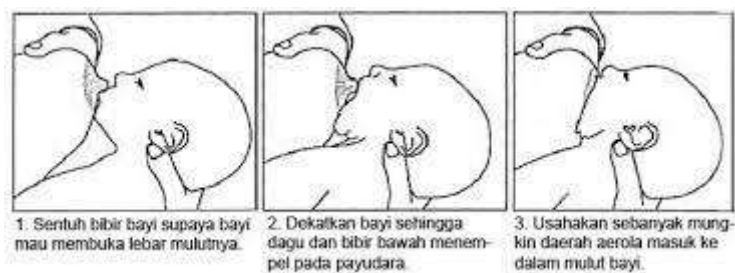 1. Sentuh bibir bayi supaya bayi
mau membuka lebar mulutnya.
2. Dekatkan bayi sehingga
dagu dan bibir bawah menem-
pel pada payudara.
3. Usahakan sebanyak mung-
kin daerah aerola masuk ke
dalam mulut bayi.